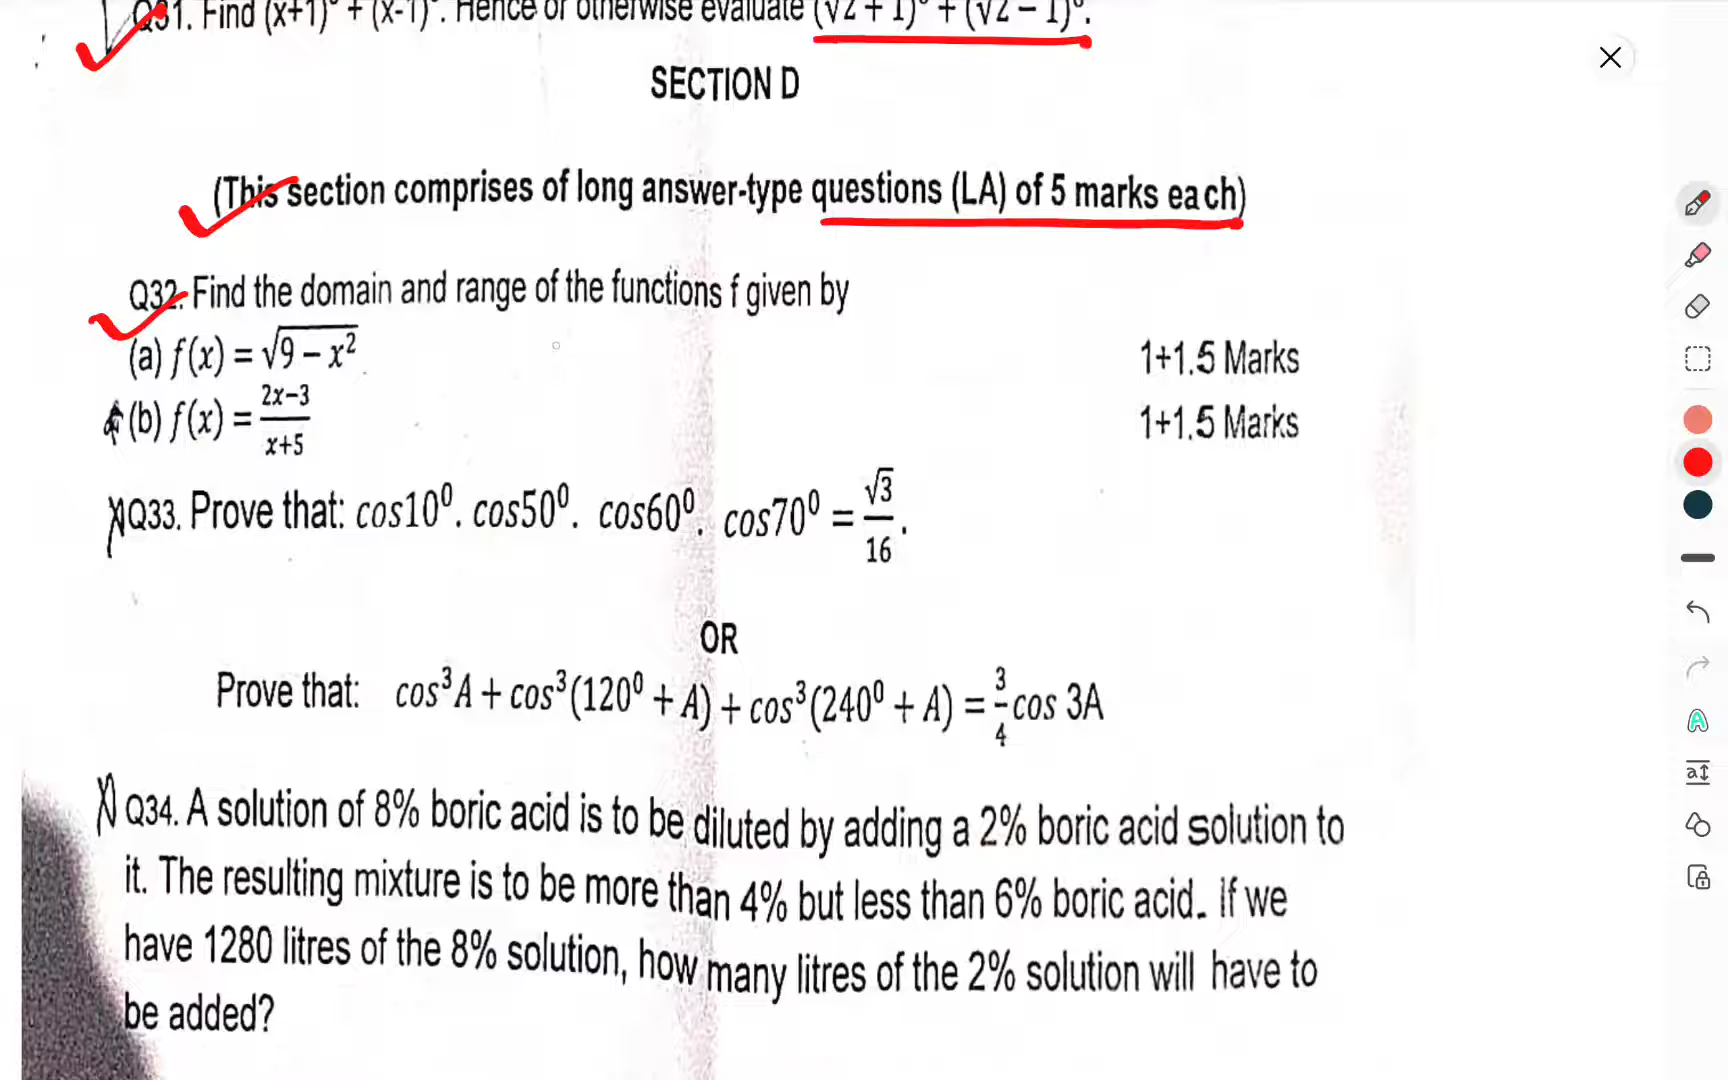 Q31. Find (x+1)⁶ + (x-1)⁶. Hence or otherwise evaluate (√2 + 1)⁶ + (√2 − 1)⁶.
SECTION D
(This section comprises of long answer-type questions (LA) of 5 marks each)
Q32. Find the domain and range of the functions f given by
(a) f(x) = √(9 − x²) 1+1.5 Marks
(b) f(x) = (2x−3)/(x+5) 1+1.5 Marks
Q33. Prove that: cos10⁰. cos50⁰. cos60⁰. cos70⁰ = √3/16.
OR
Prove that: cos³A + cos³(120⁰ + A) + cos³(240⁰ + A) = 3/4 cos 3A
Q34. A solution of 8% boric acid is to be diluted by adding a 2% boric acid solution to
it. The resulting mixture is to be more than 4% but less than 6% boric acid. If we
have 1280 litres of the 8% solution, how many litres of the 2% solution will have to
be added?